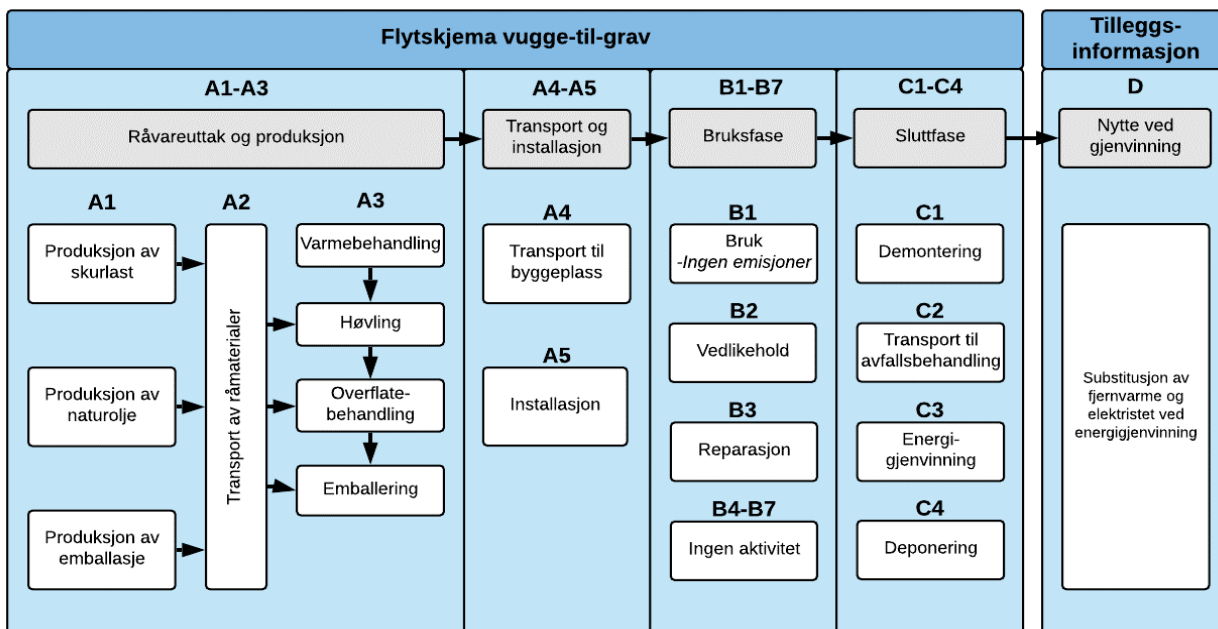 Flytskjema vugge-til-grav
Tilleggs-
informasjon
A1-A3
A4-A5
B1-B7
C1-C4
D
Råvareuttak og produksjon
Transport og
installasjon
Bruksfase
Sluttfase
Nytte ved
gjenvinning
A1
Produksjon av
skurlast
Produksjon av
naturolje
Produksjon av
emballasje
A2
Transport av råmaterialer
A3
Varmebehandling
Høvling
Overflate-
behandling
Emballering
A4
Transport til
byggeplass
A5
Installasjon
B1
Bruk
-Ingen emisjoner
B2
Vedlikehold
B3
Reparasjon
B4-B7
Ingen aktivitet
C1
Demontering
C2
Transport til
avfallsbehandling
C3
Energi-
gjenvinning
C4
Deponering
Substitusjon av
fjernvarme og
elektristet ved
energigjenvinning